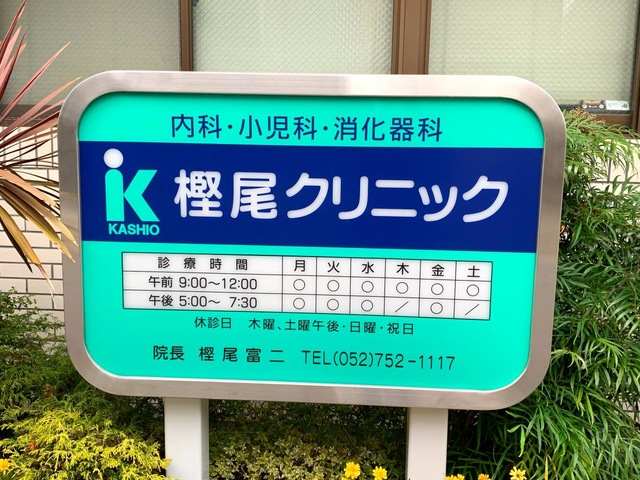 内科・小児科・消化器科
K 樫尾クリニック
KASHIO
診療時間 月 火 水 木 金 土
午前 9:00～12:00 ○ ○ ○ ○ ○ ○
午後 5:00～ 7:30 ○ ○ ○ ／ ○ ／
休診日 木曜、土曜午後・日曜・祝日
院長 樫尾富二 TEL(052)752-1117